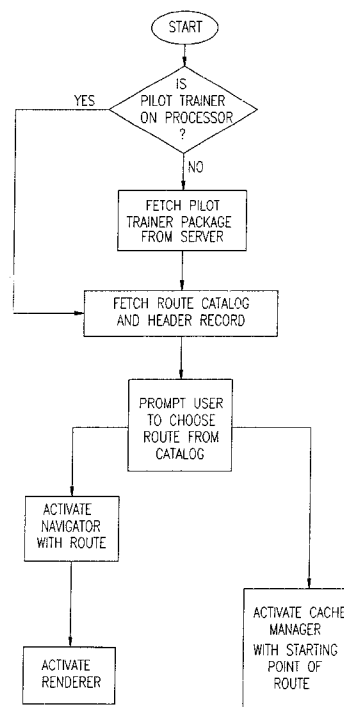 START
IS
PILOT TRAINER
ON PROCESSOR
?
YES
NO
FETCH PILOT
TRAINER PACKAGE
FROM SERVER
FETCH ROUTE CATALOG
AND HEADER RECORD
PROMPT USER
TO CHOOSE
ROUTE FROM
CATALOG
ACTIVATE
NAVIGATOR
WITH ROUTE
ACTIVATE
RENDERER
ACTIVATE CACHE
MANAGER
WITH STARTING
POINT OF
ROUTE